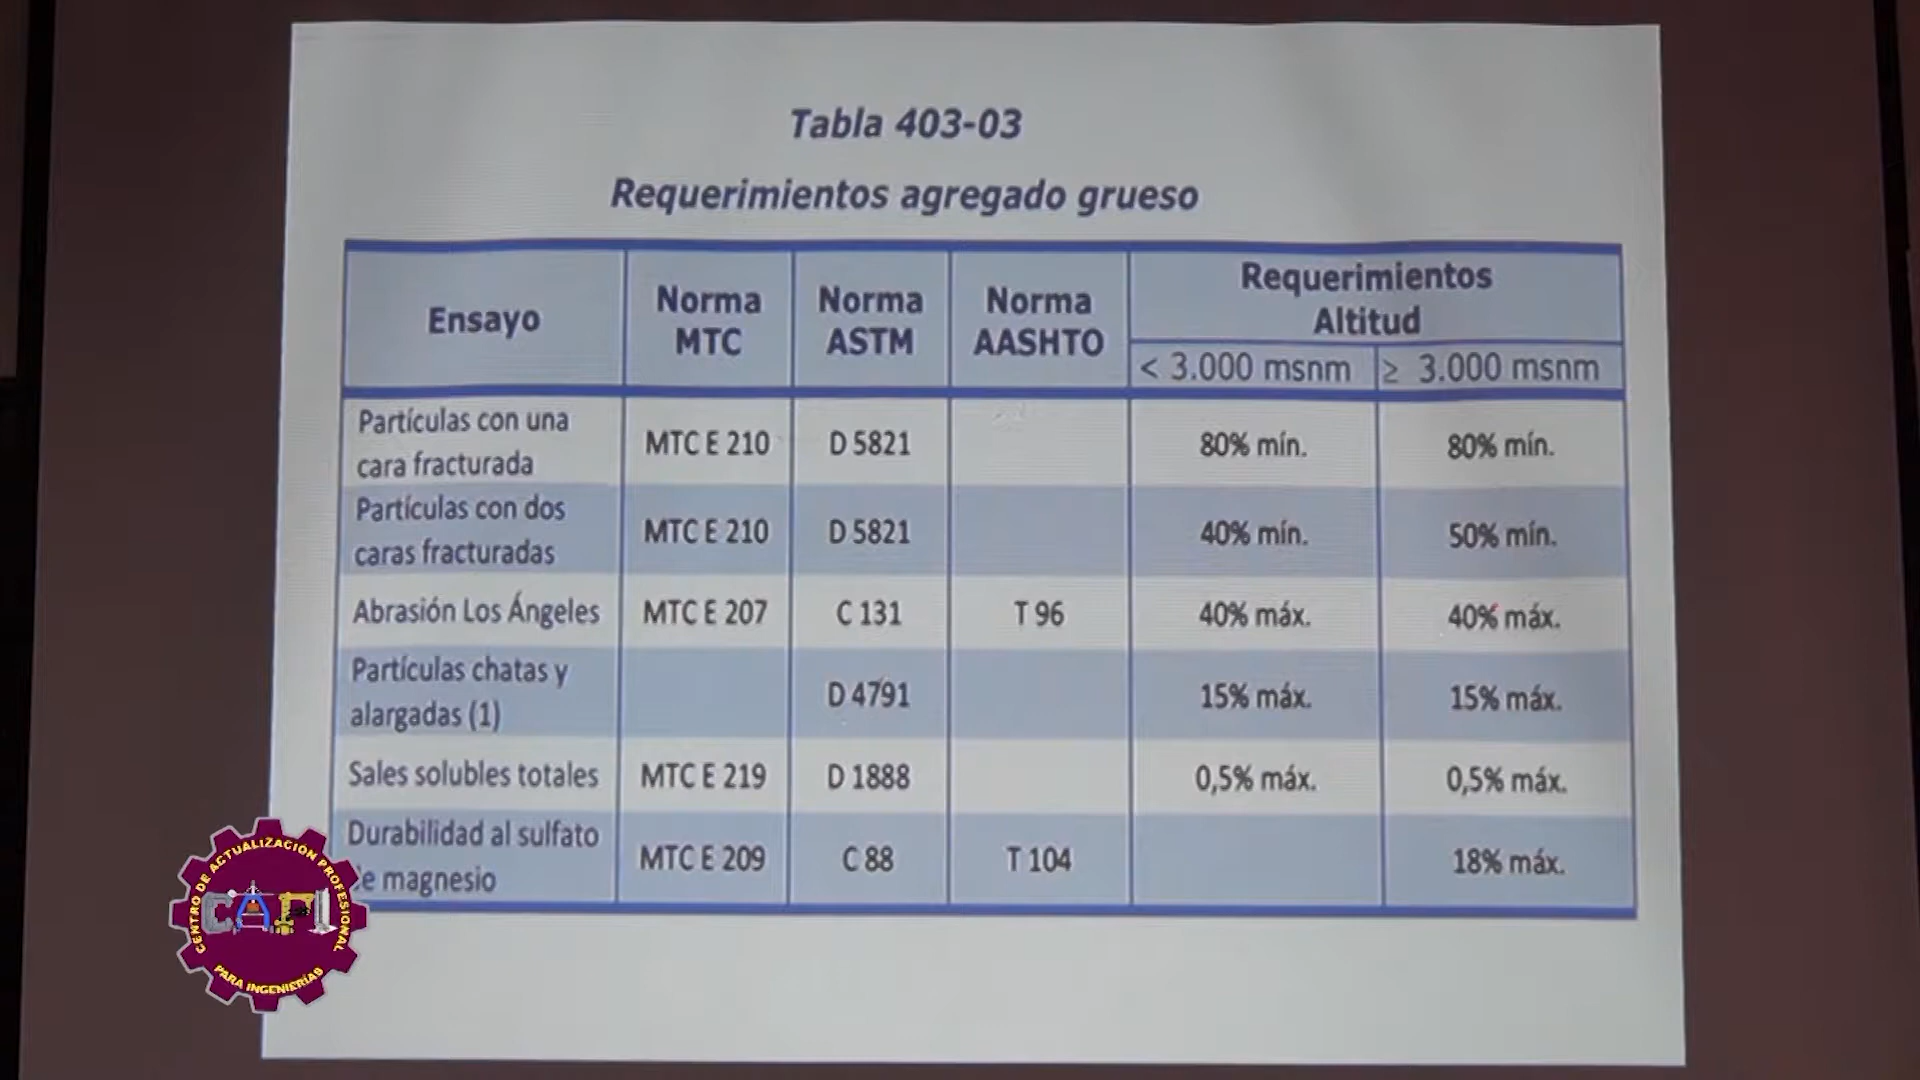 Tabla 403-03
Requerimientos agregado grueso
Ensayo
Norma
MTC
Norma
ASTM
Norma
AASHTO
Requerimientos
Altitud
< 3.000 msnm
≥ 3.000 msnm
Partículas con una
cara fracturada
MTC E 210
D 5821
80% mín.
80% mín.
Partículas con dos
caras fracturadas
MTC E 210
D 5821
40% mín.
50% mín.
Abrasión Los Ángeles
MTC E 207
C 131
T 96
40% máx.
40% máx.
Partículas chatas y
alargadas (1)
D 4791
15% máx.
15% máx.
Sales solubles totales
MTC E 219
D 1888
0,5% máx.
0,5% máx.
Durabilidad al sulfato
de magnesio
MTC E 209
C 88
T 104
18% máx.
CENTRO DE ACTUALIZACIÓN PROFESIONAL
CAPI
PARA INGENIERÍAS